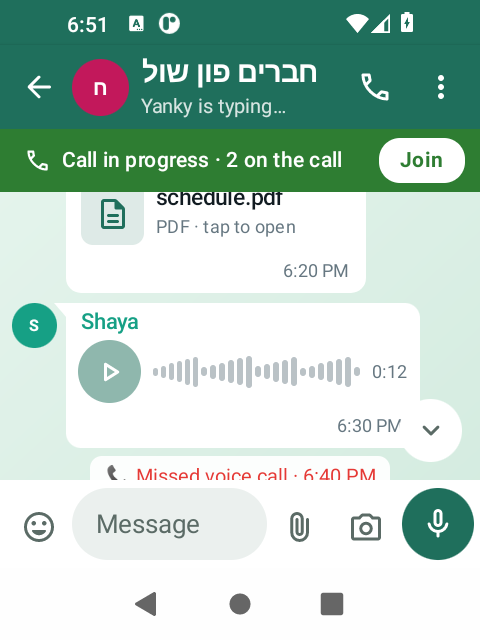 6:51
חברים פון שול
Yanky is typing…
Call in progress · 2 on the call
Join
schedule.pdf
PDF · tap to open
6:20 PM
S
Shaya
0:12
6:30 PM
Missed voice call · 6:40 PM
Message